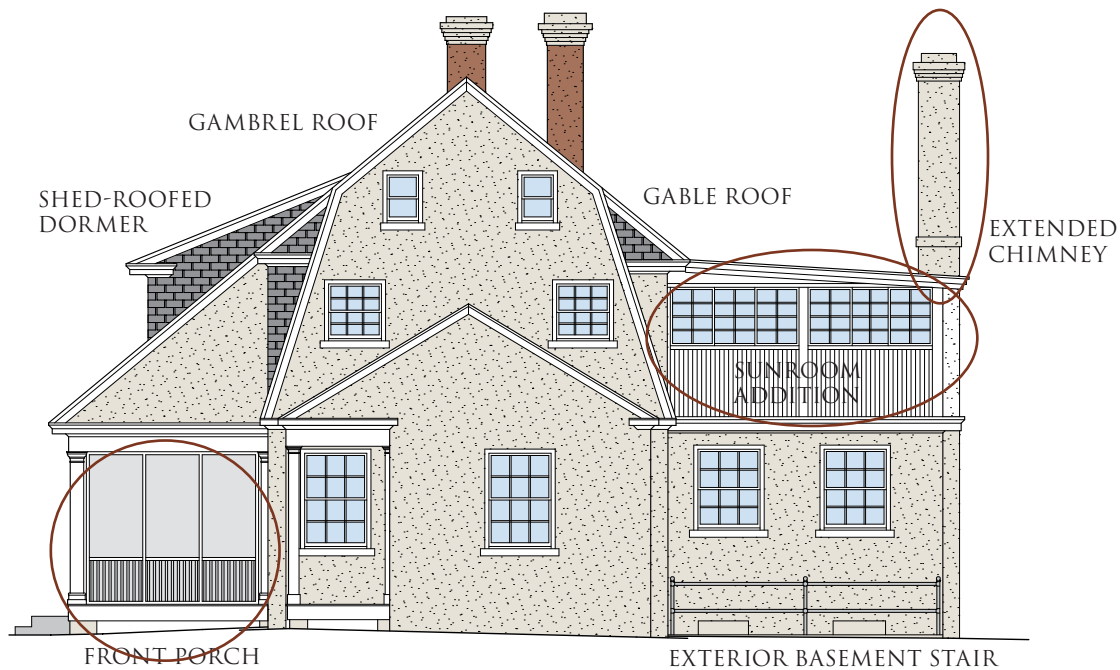 GAMBREL ROOF
SHED-ROOFED
DORMER
GABLE ROOF
EXTENDED
CHIMNEY
SUNROOM
ADDITION
FRONT PORCH
EXTERIOR BASEMENT STAIR